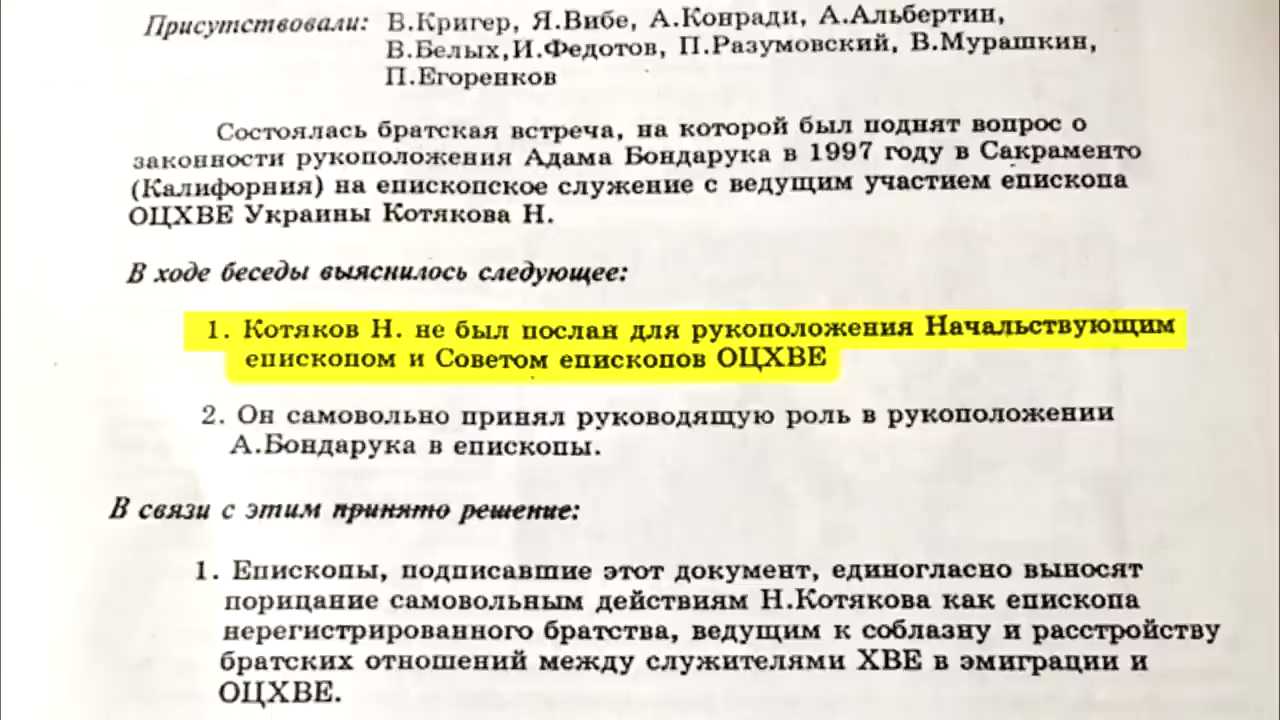 Присутствовали: В.Кригер, Я.Вибе, А.Конради, А.Альбертин,
В.Белых,И.Федотов, П.Разумовский, В.Мурашкин,
П.Егоренков
Состоялась братская встреча, на которой был поднят вопрос о
законности рукоположения Адама Бондарука в 1997 году в Сакраменто
(Калифорния) на епископское служение с ведущим участием епископа
ОЦХВЕ Украины Котякова Н.
В ходе беседы выяснилось следующее:
1. Котяков Н. не был послан для рукоположения Начальствующим
епископом и Советом епископов ОЦХВЕ
2. Он самовольно принял руководящую роль в рукоположении
А.Бондарука в епископы.
В связи с этим принято решение:
1. Епископы, подписавшие этот документ, единогласно выносят
порицание самовольным действиям Н.Котякова как епископа
нерегистрированного братства, ведущим к соблазну и расстройству
братских отношений между служителями ХВЕ в эмиграции и
ОЦХВЕ.